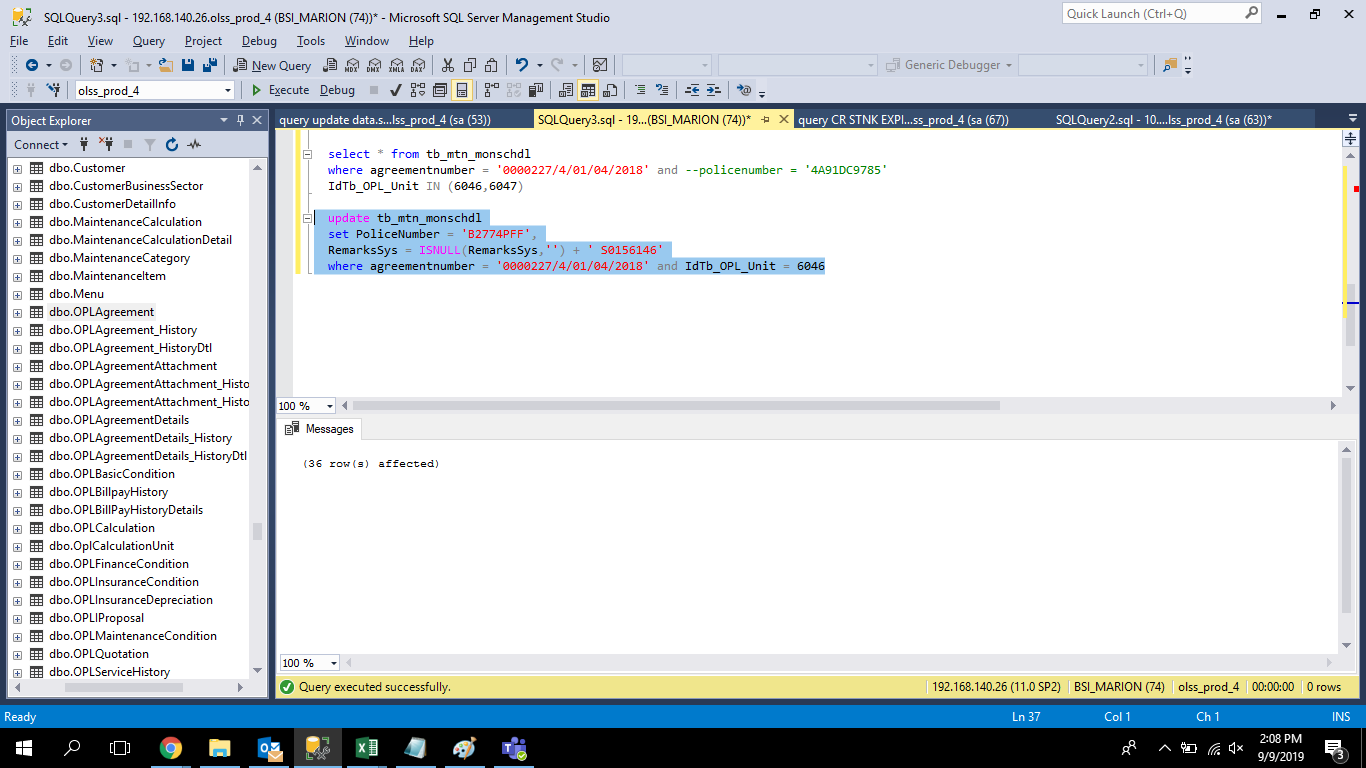 SQLQuery3.sql - 192.168.140.26.olss_prod_4 (BSI_MARION (74))* - Microsoft SQL Server Management Studio
Quick Launch (Ctrl+Q)
File Edit View Query Project Debug Tools Window Help
New Query MDX DMX XMLA DAX Generic Debugger
olss_prod_4 Execute Debug
Object Explorer
query update data.s...lss_prod_4 (sa (53)) SQLQuery3.sql - 19...(BSI_MARION (74))* query CR STNK EXPI...ss_prod_4 (sa (67)) SQLQuery2.sql - 10....lss_prod_4 (sa (63))*
Connect
dbo.Customer
dbo.CustomerBusinessSector
dbo.CustomerDetailInfo
dbo.MaintenanceCalculation
dbo.MaintenanceCalculationDetail
dbo.MaintenanceCategory
dbo.MaintenanceItem
dbo.Menu
dbo.OPLAgreement
dbo.OPLAgreement_History
dbo.OPLAgreement_HistoryDtl
dbo.OPLAgreementAttachment
dbo.OPLAgreementAttachment_Histo
dbo.OPLAgreementAttachment_Histo
dbo.OPLAgreementDetails
dbo.OPLAgreementDetails_History
dbo.OPLAgreementDetails_HistoryDtl
dbo.OPLBasicCondition
dbo.OPLBillpayHistory
dbo.OPLBillPayHistoryDetails
dbo.OPLCalculation
dbo.OplCalculationUnit
dbo.OPLFinanceCondition
dbo.OPLInsuranceCondition
dbo.OPLInsuranceDepreciation
dbo.OPLIProposal
dbo.OPLMaintenanceCondition
dbo.OPLQuotation
dbo.OPLServiceHistory
select * from tb_mtn_monschdl
where agreementnumber = '0000227/4/01/04/2018' and --policenumber = '4A91DC9785'
IdTb_OPL_Unit IN (6046,6047)
update tb_mtn_monschdl
set PoliceNumber = 'B2774PFF',
RemarksSys = ISNULL(RemarksSys,'') + ' S0156146'
where agreementnumber = '0000227/4/01/04/2018' and IdTb_OPL_Unit = 6046
100 %
Messages
(36 row(s) affected)
100 %
Query executed successfully. 192.168.140.26 (11.0 SP2) BSI_MARION (74) olss_prod_4 00:00:00 0 rows
Ready Ln 37 Col 1 Ch 1 INS
2:08 PM
9/9/2019
3